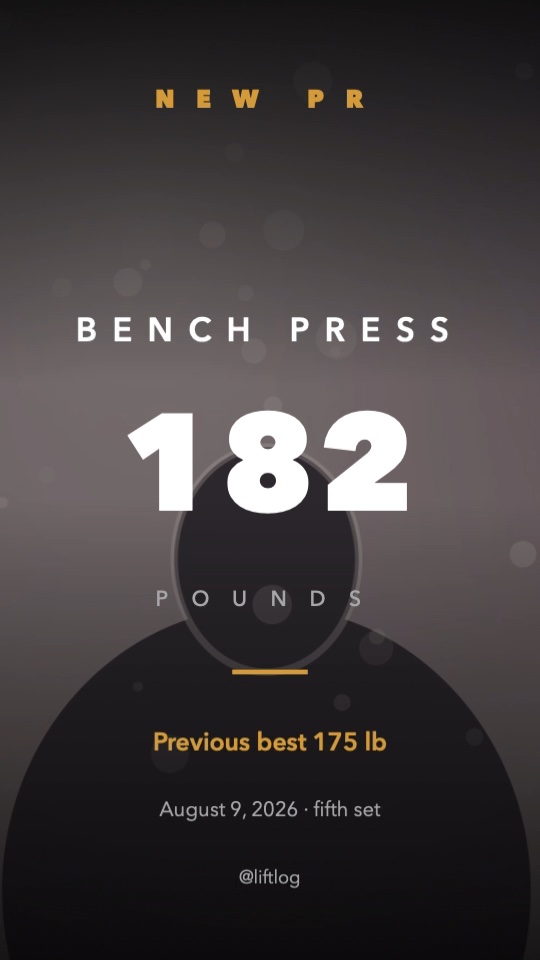 NEW PR
BENCH PRESS
182
POUNDS
Previous best 175 lb
August 9, 2026 · fifth set
@liftlog